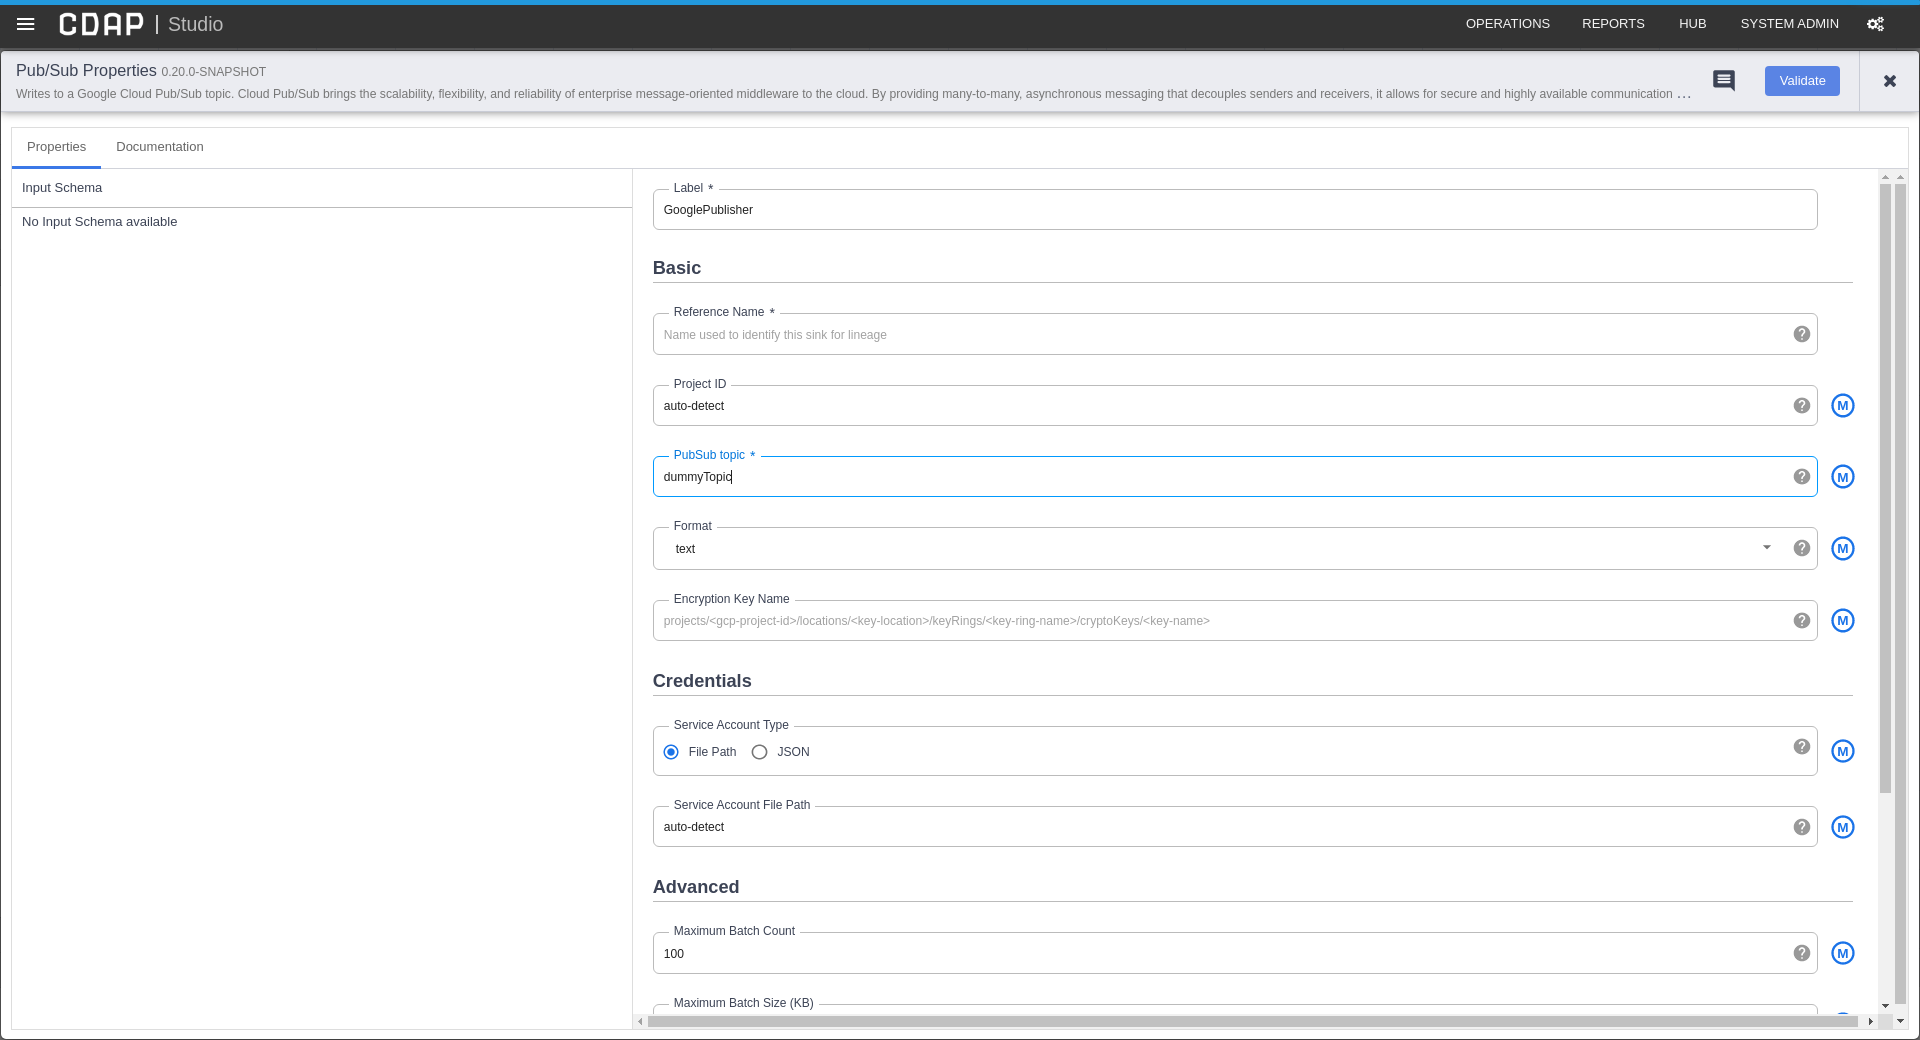 CDAP | Studio
OPERATIONS REPORTS HUB SYSTEM ADMIN
Pub/Sub Properties 0.20.0-SNAPSHOT
Writes to a Google Cloud Pub/Sub topic. Cloud Pub/Sub brings the scalability, flexibility, and reliability of enterprise message-oriented middleware to the cloud. By providing many-to-many, asynchronous messaging that decouples senders and receivers, it allows for secure and highly available communication ...
Validate
Properties Documentation
Input Schema
No Input Schema available
Label *
GooglePublisher
Basic
Reference Name *
Name used to identify this sink for lineage
?
Project ID
auto-detect
? M
PubSub topic *
dummyTopic
? M
Format
text
? M
Encryption Key Name
projects/<gcp-project-id>/locations/<key-location>/keyRings/<key-ring-name>/cryptoKeys/<key-name>
? M
Credentials
Service Account Type
File Path JSON
? M
Service Account File Path
auto-detect
? M
Advanced
Maximum Batch Count
100
? M
Maximum Batch Size (KB)